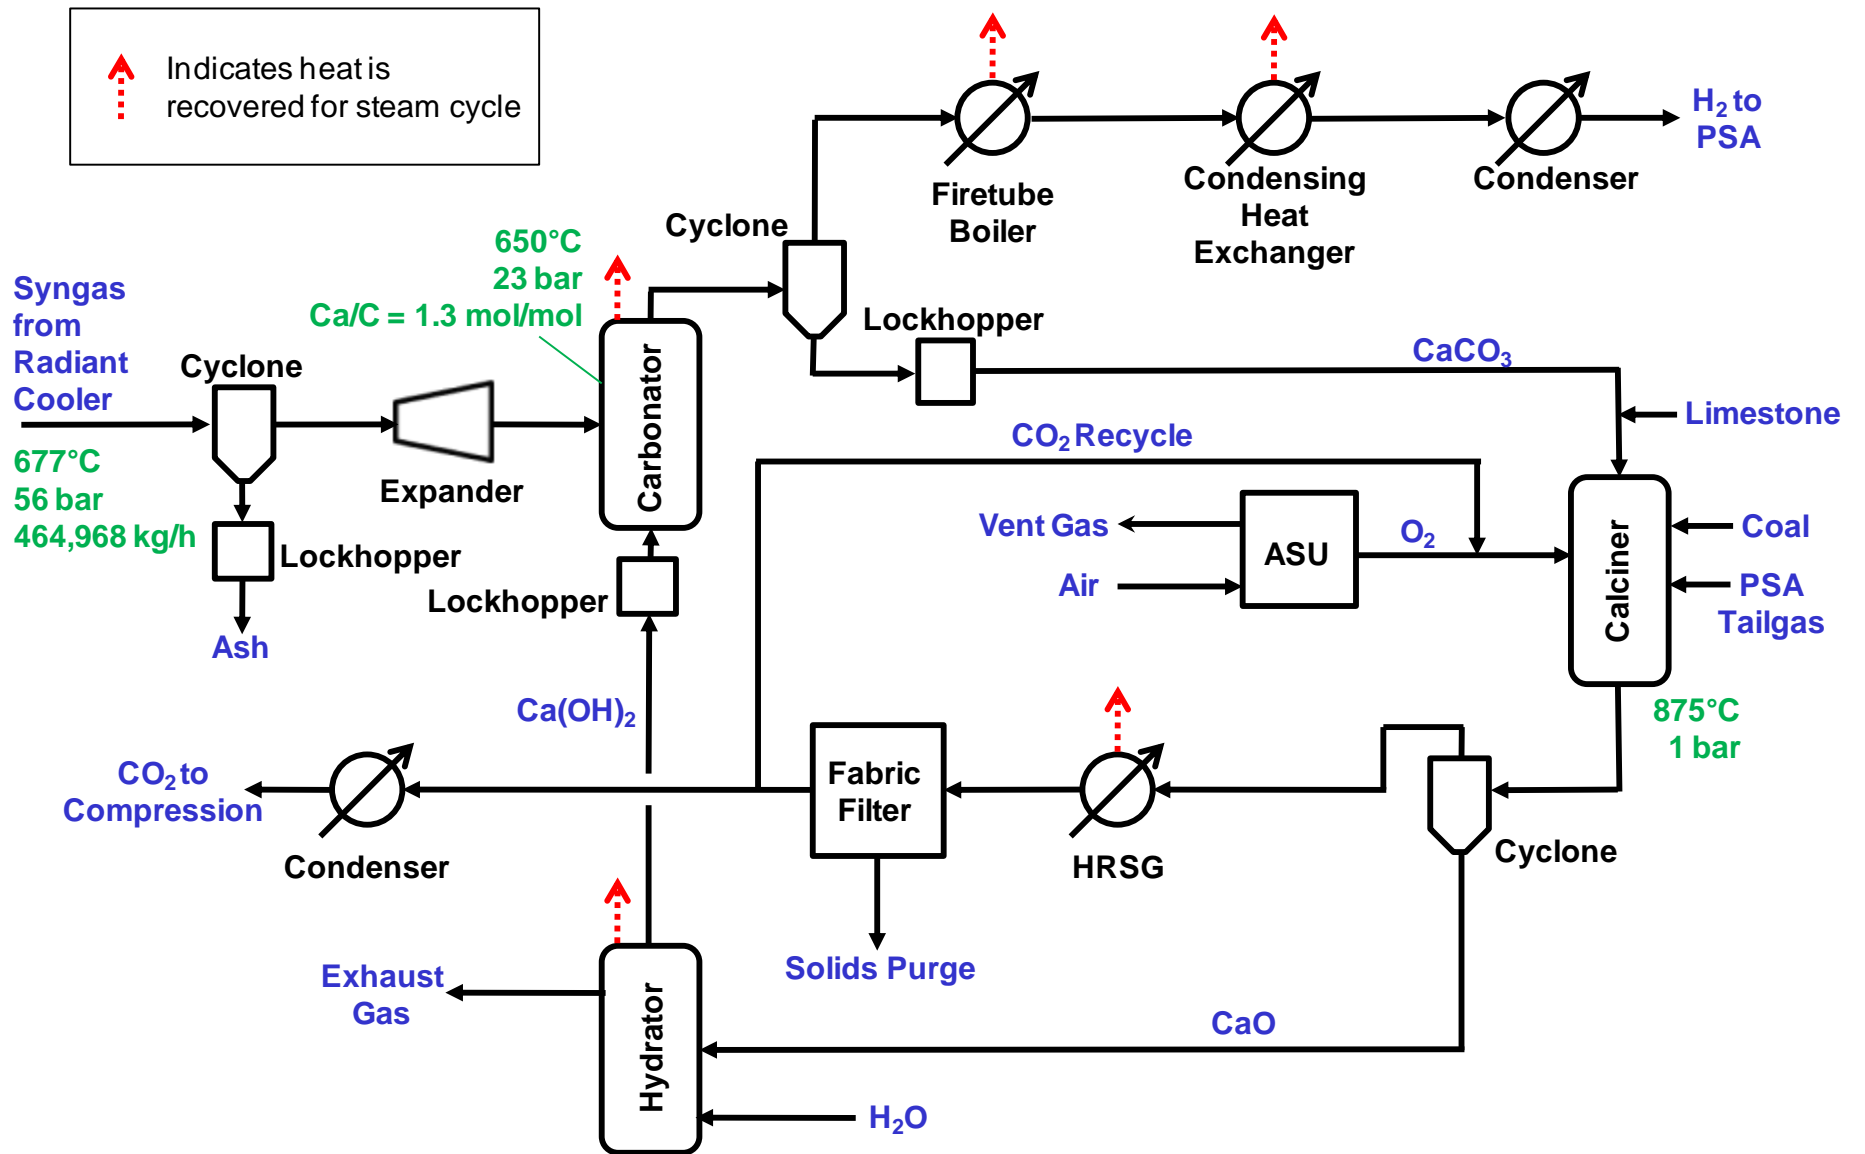 Indicates heat is
recovered for steam cycle
H₂ to
PSA
Firetube
Boiler
Condensing
Heat
Exchanger
Condenser
Cyclone
650°C
23 bar
Ca/C = 1.3 mol/mol
Syngas
from
Radiant
Cooler
Cyclone
677°C
56 bar
464,968 kg/h
Expander
Carbonator
Lockhopper
CaCO₃
Limestone
CO₂ Recycle
Lockhopper
Ash
Lockhopper
Vent Gas
Air
ASU
O₂
Calciner
Coal
PSA
Tailgas
Ca(OH)₂
875°C
1 bar
CO₂ to
Compression
Condenser
Fabric
Filter
HRSG
Cyclone
Solids Purge
Exhaust
Gas
Hydrator
CaO
H₂O